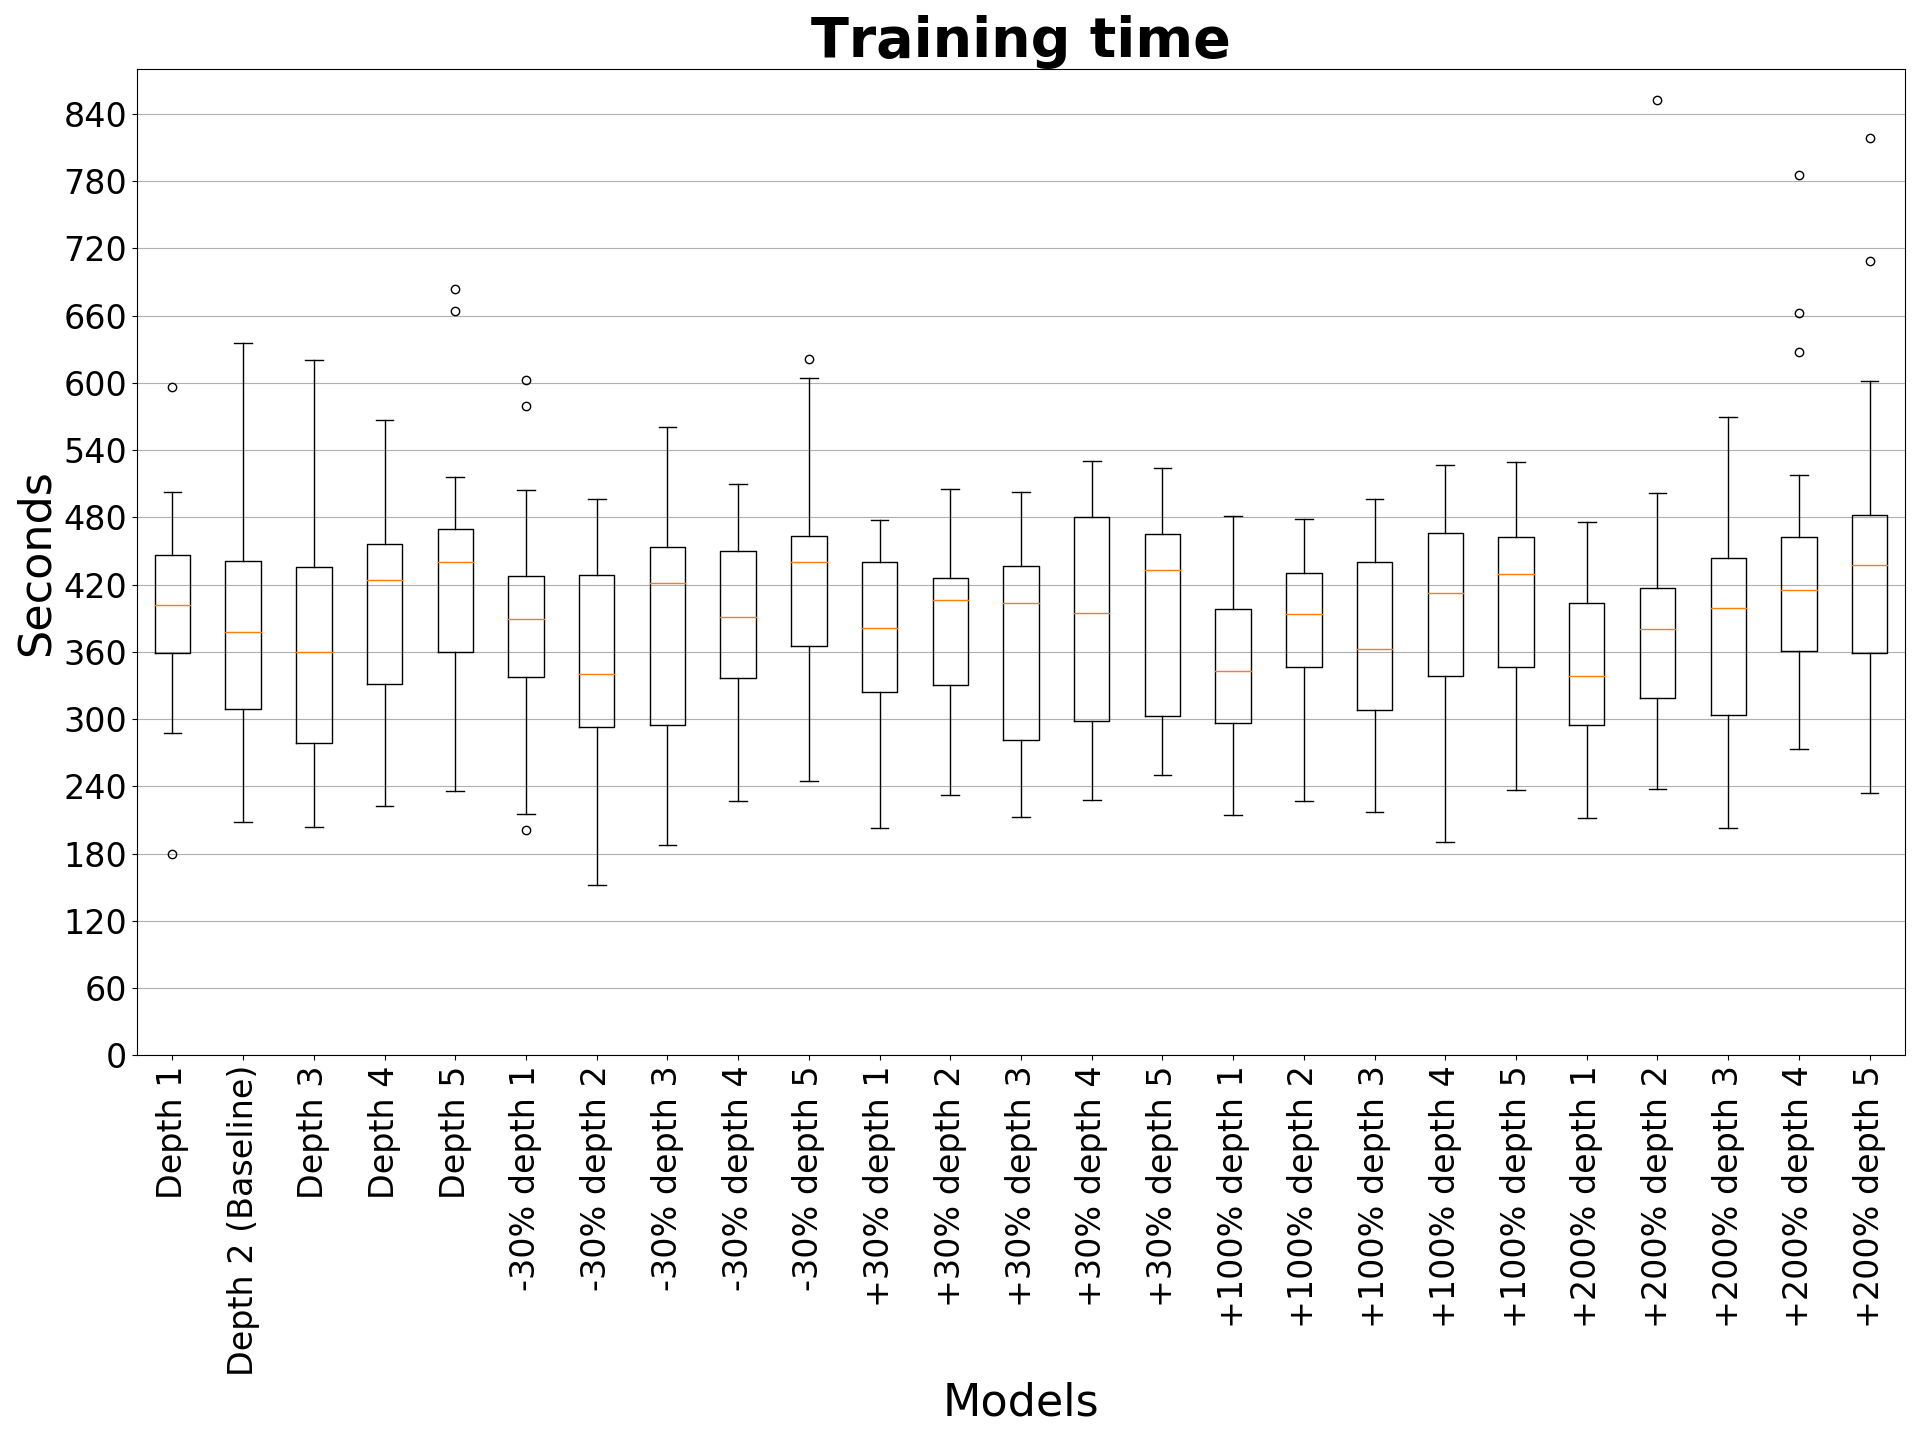 Training time
Seconds
840
780
720
660
600
540
480
420
360
300
240
180
120
60
0
Depth 1
Depth 2 (Baseline)
Depth 3
Depth 4
Depth 5
-30% depth 1
-30% depth 2
-30% depth 3
-30% depth 4
-30% depth 5
+30% depth 1
+30% depth 2
+30% depth 3
+30% depth 4
+30% depth 5
+100% depth 1
+100% depth 2
+100% depth 3
+100% depth 4
+100% depth 5
+200% depth 1
+200% depth 2
+200% depth 3
+200% depth 4
+200% depth 5
Models